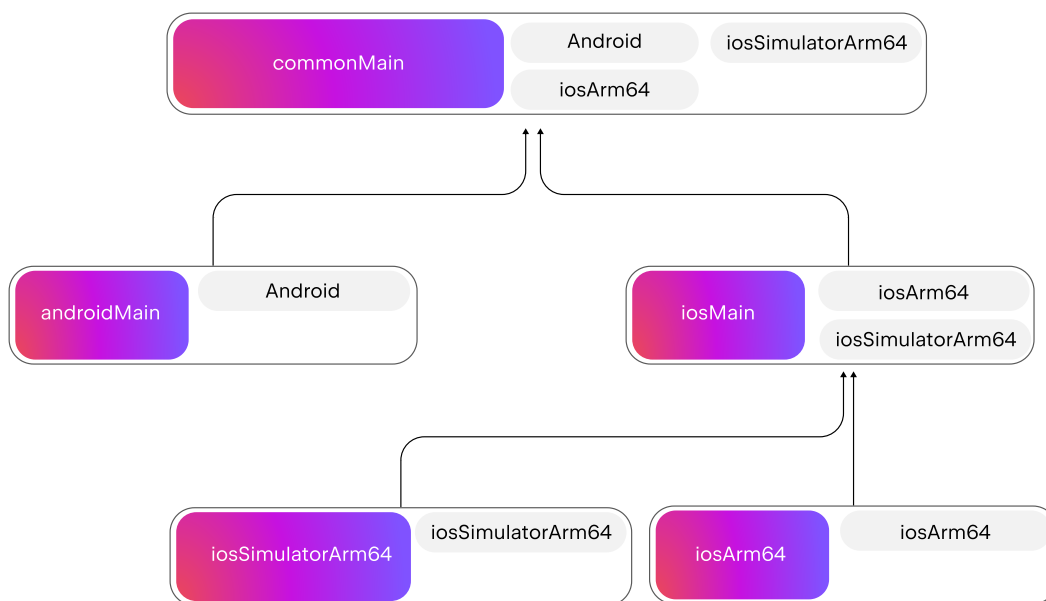 commonMain
Android
iosSimulatorArm64
iosArm64
androidMain
Android
iosMain
iosArm64
iosSimulatorArm64
iosSimulatorArm64
iosSimulatorArm64
iosArm64
iosArm64